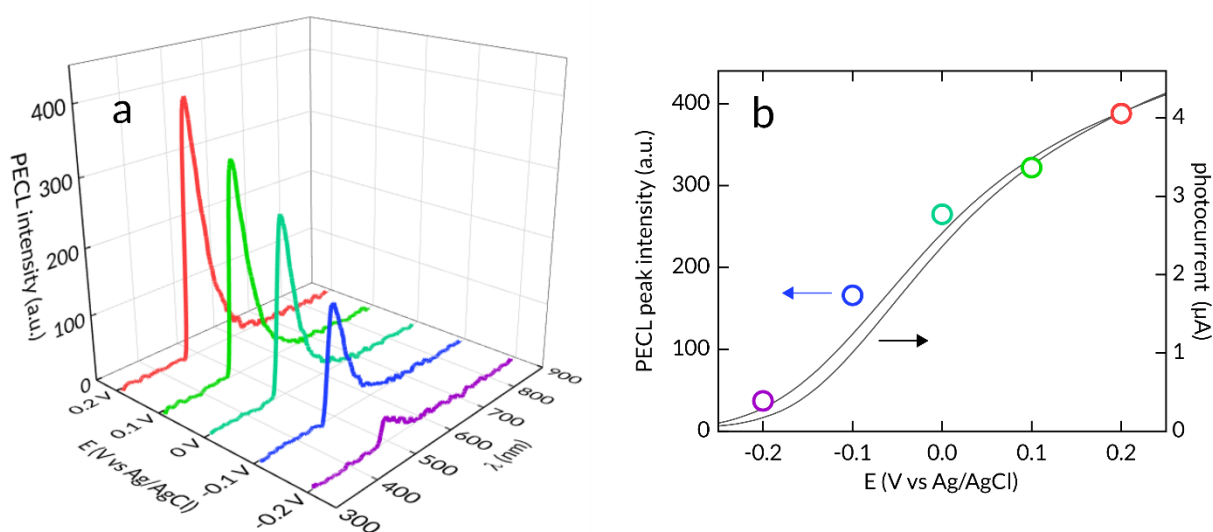 a
400
300
200
100
0
PECL intensity (a.u.)
0.2 V
0.1 V
0 V
-0.1 V
-0.2 V
E (V vs Ag/AgCl)
300
400
500
600
700
800
900
λ (nm)
b
400
300
200
100
0
PECL peak intensity (a.u.)
-0.2
-0.1
0.0
0.1
0.2
E (V vs Ag/AgCl)
4
3
2
1
0
photocurrent (μA)